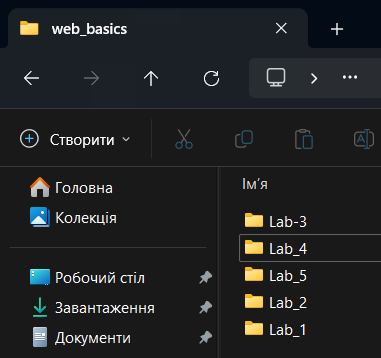 web_basics
Створити
Головна
Колекція
Робочий стіл
Завантаження
Документи
Ім'я
Lab-3
Lab_4
Lab_5
Lab_2
Lab_1